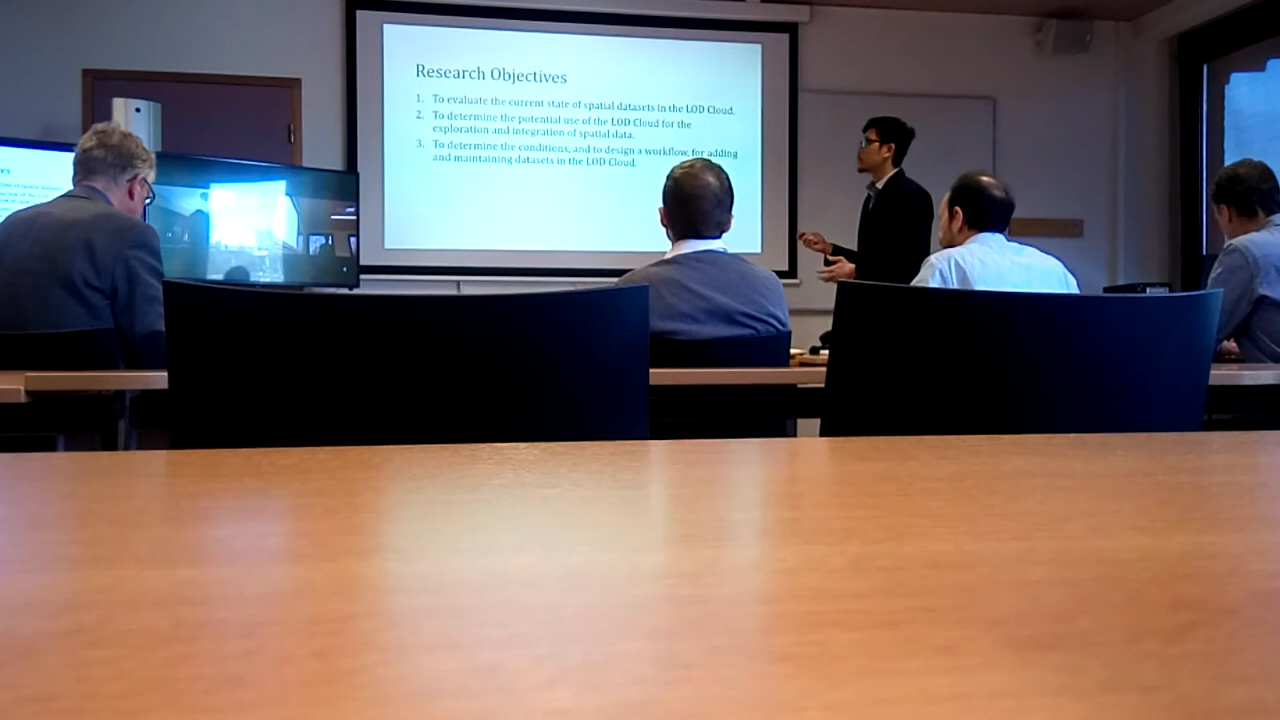 Research Objectives
1. To evaluate the current state of spatial datasets in the LOD Cloud.
2. To determine the potential use of the LOD Cloud for the
exploration and integration of spatial data.
3. To determine the conditions, and to design a workflow, for adding
and maintaining datasets in the LOD Cloud.